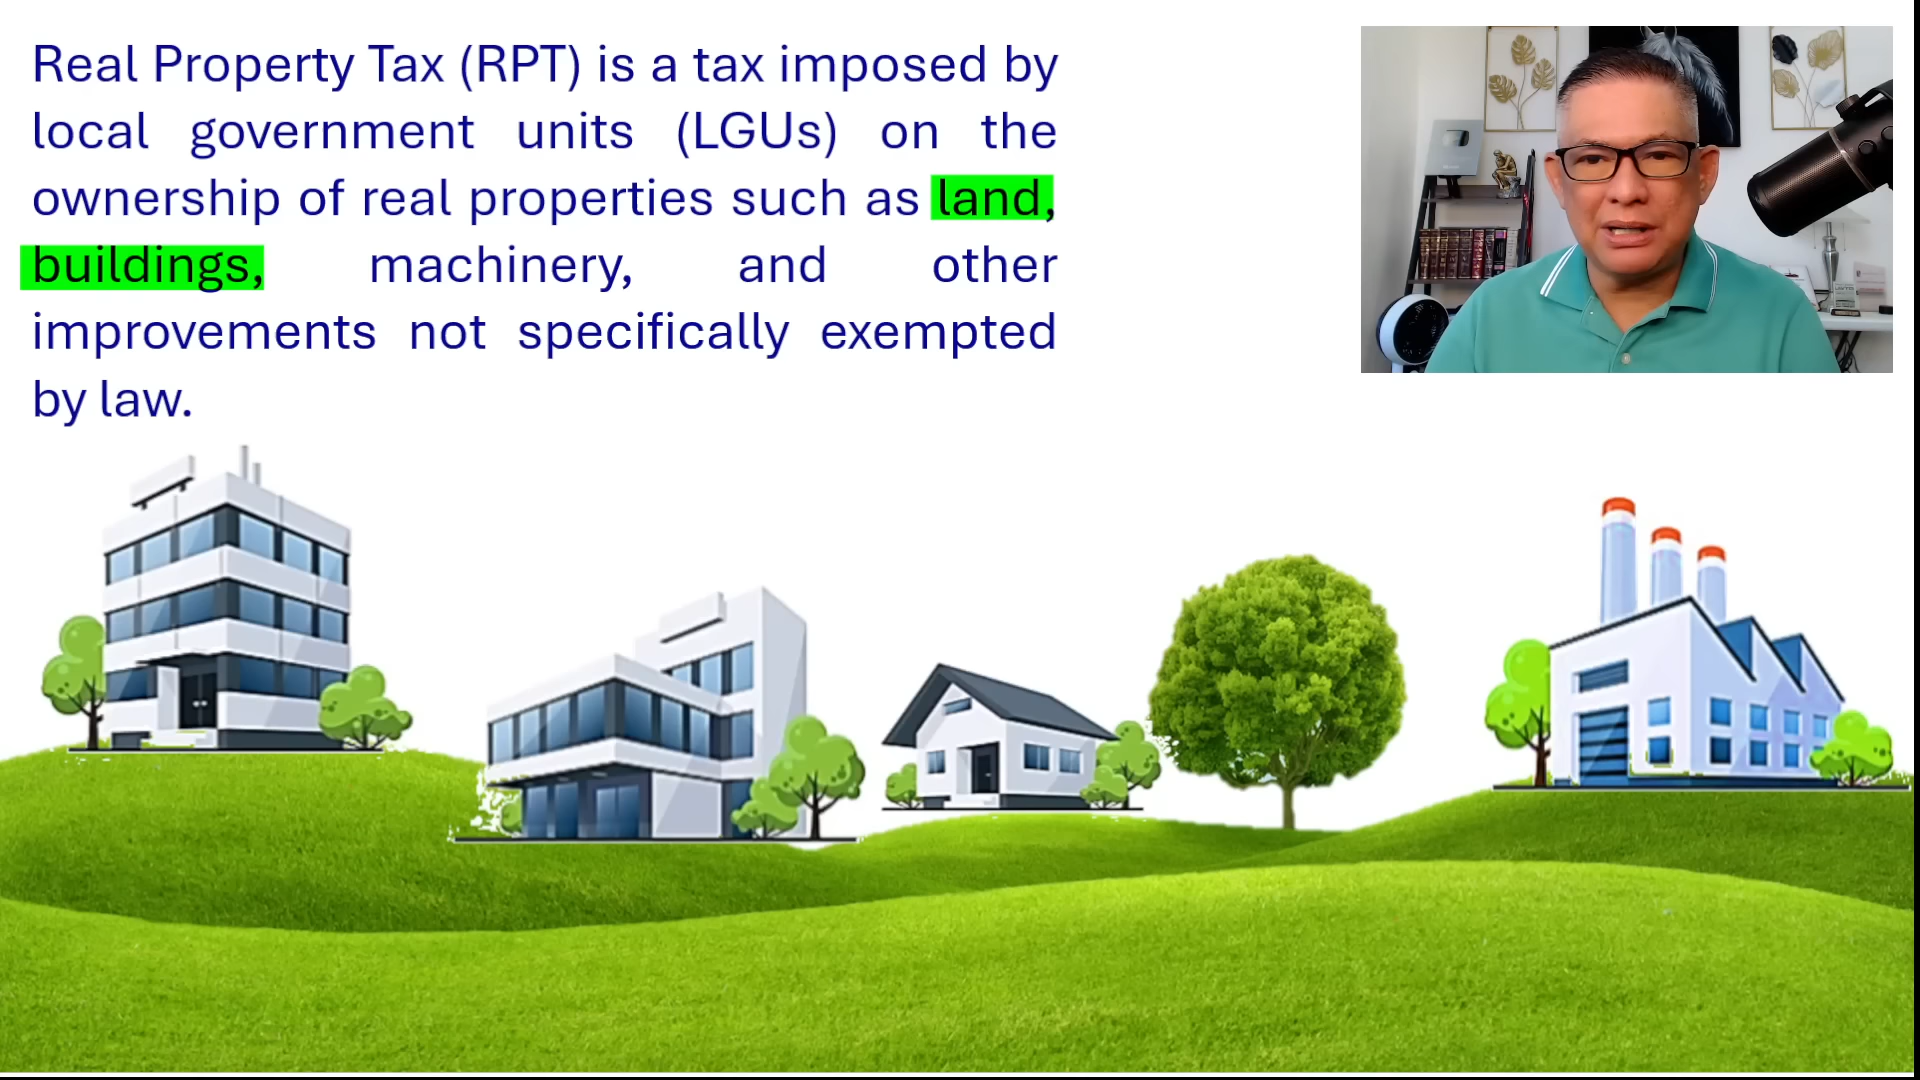 Real Property Tax (RPT) is a tax imposed by
local government units (LGUs) on the
ownership of real properties such as land,
buildings, machinery, and other
improvements not specifically exempted
by law.